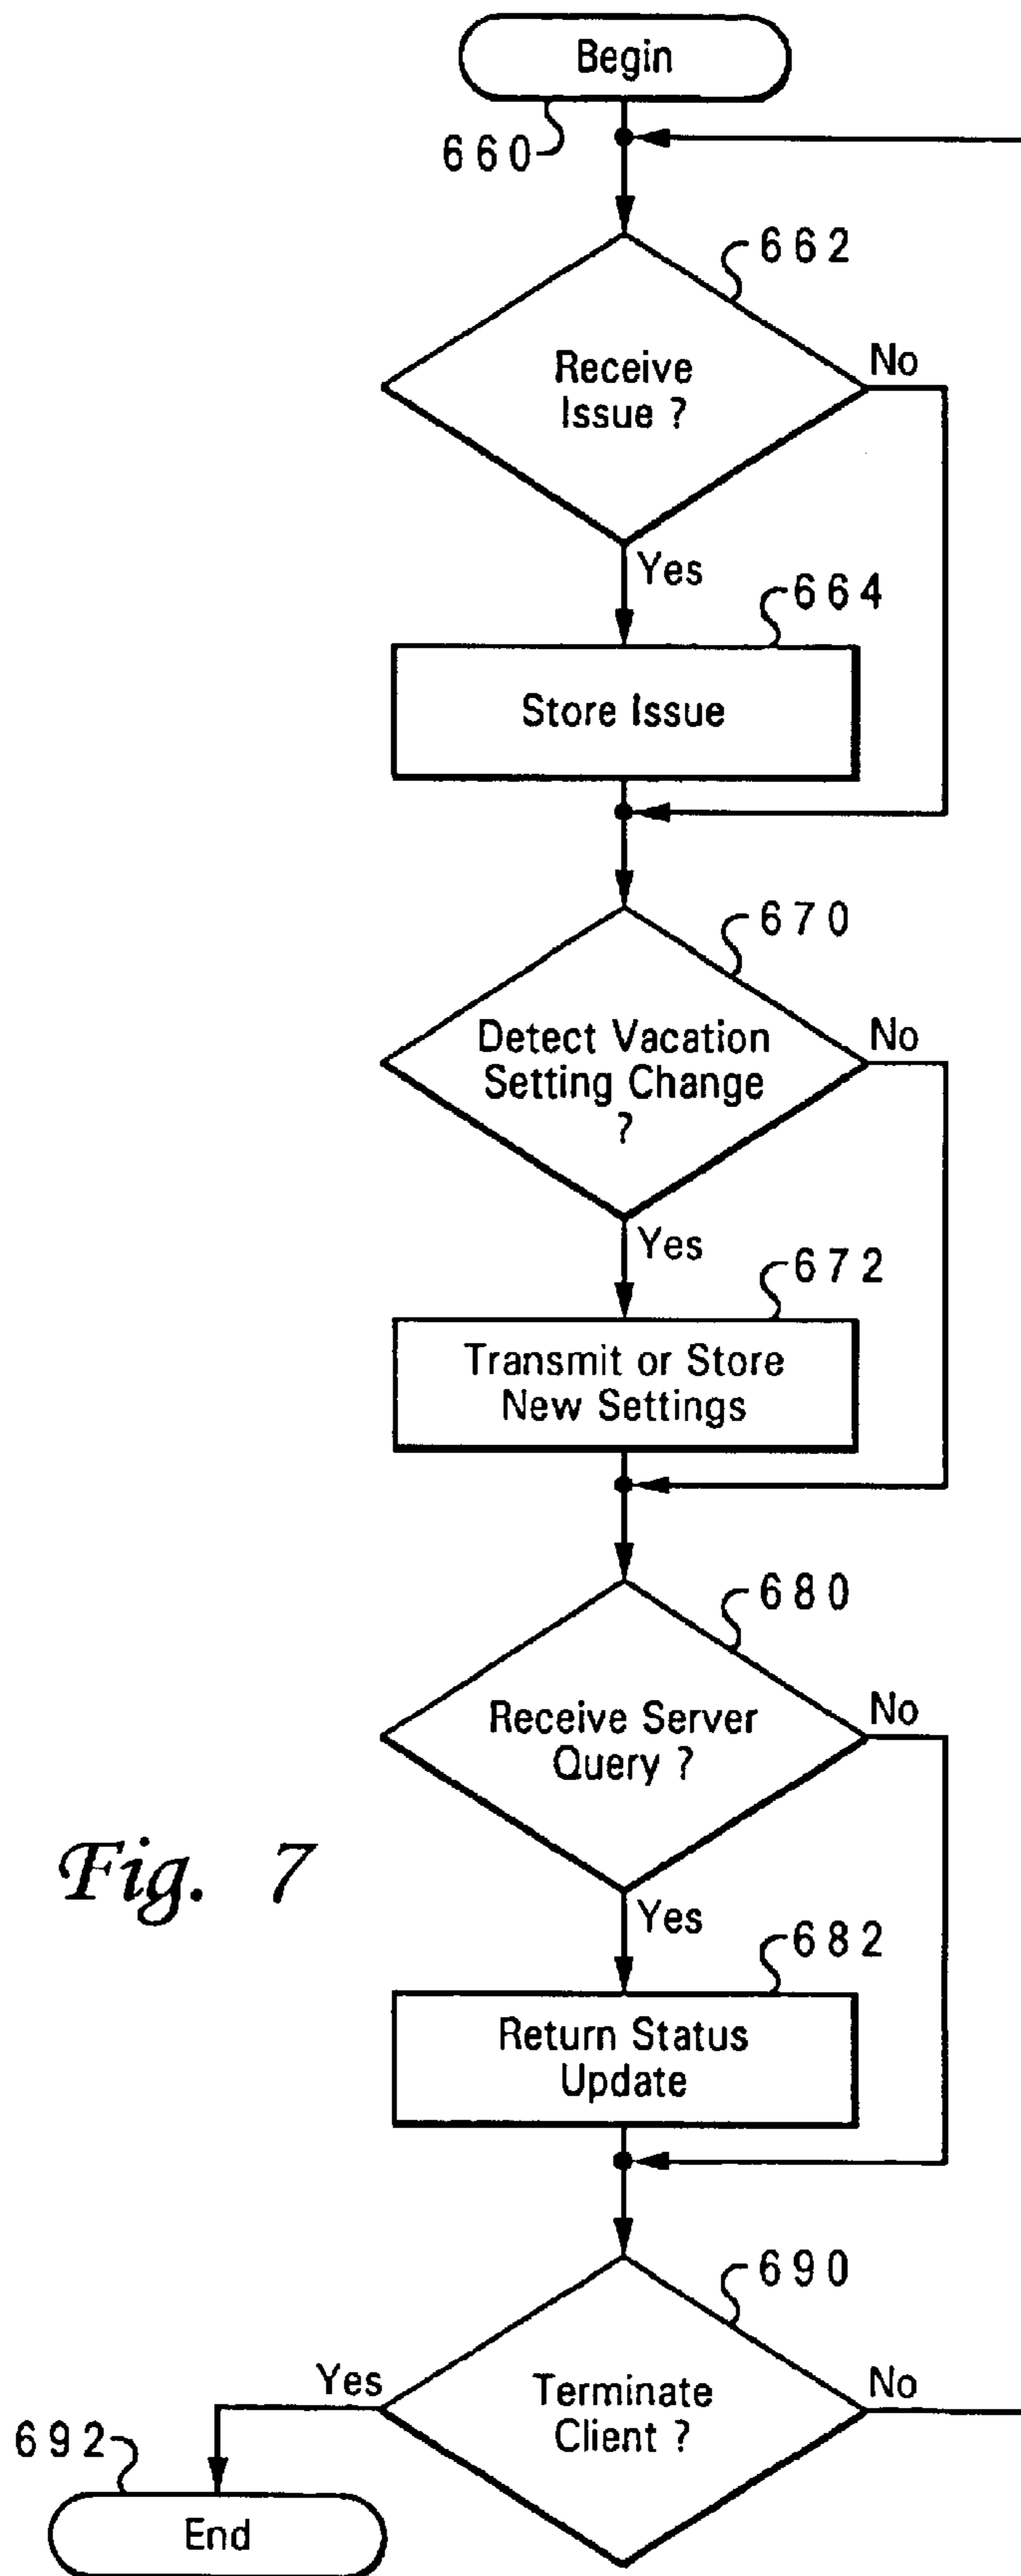 Begin
660
662
Receive
Issue ?
No
Yes
664
Store Issue
670
Detect Vacation
Setting Change
?
No
Yes
672
Transmit or Store
New Settings
680
Receive Server
Query ?
No
Fig. 7
Yes
682
Return Status
Update
690
Terminate
Client ?
Yes
No
692
End